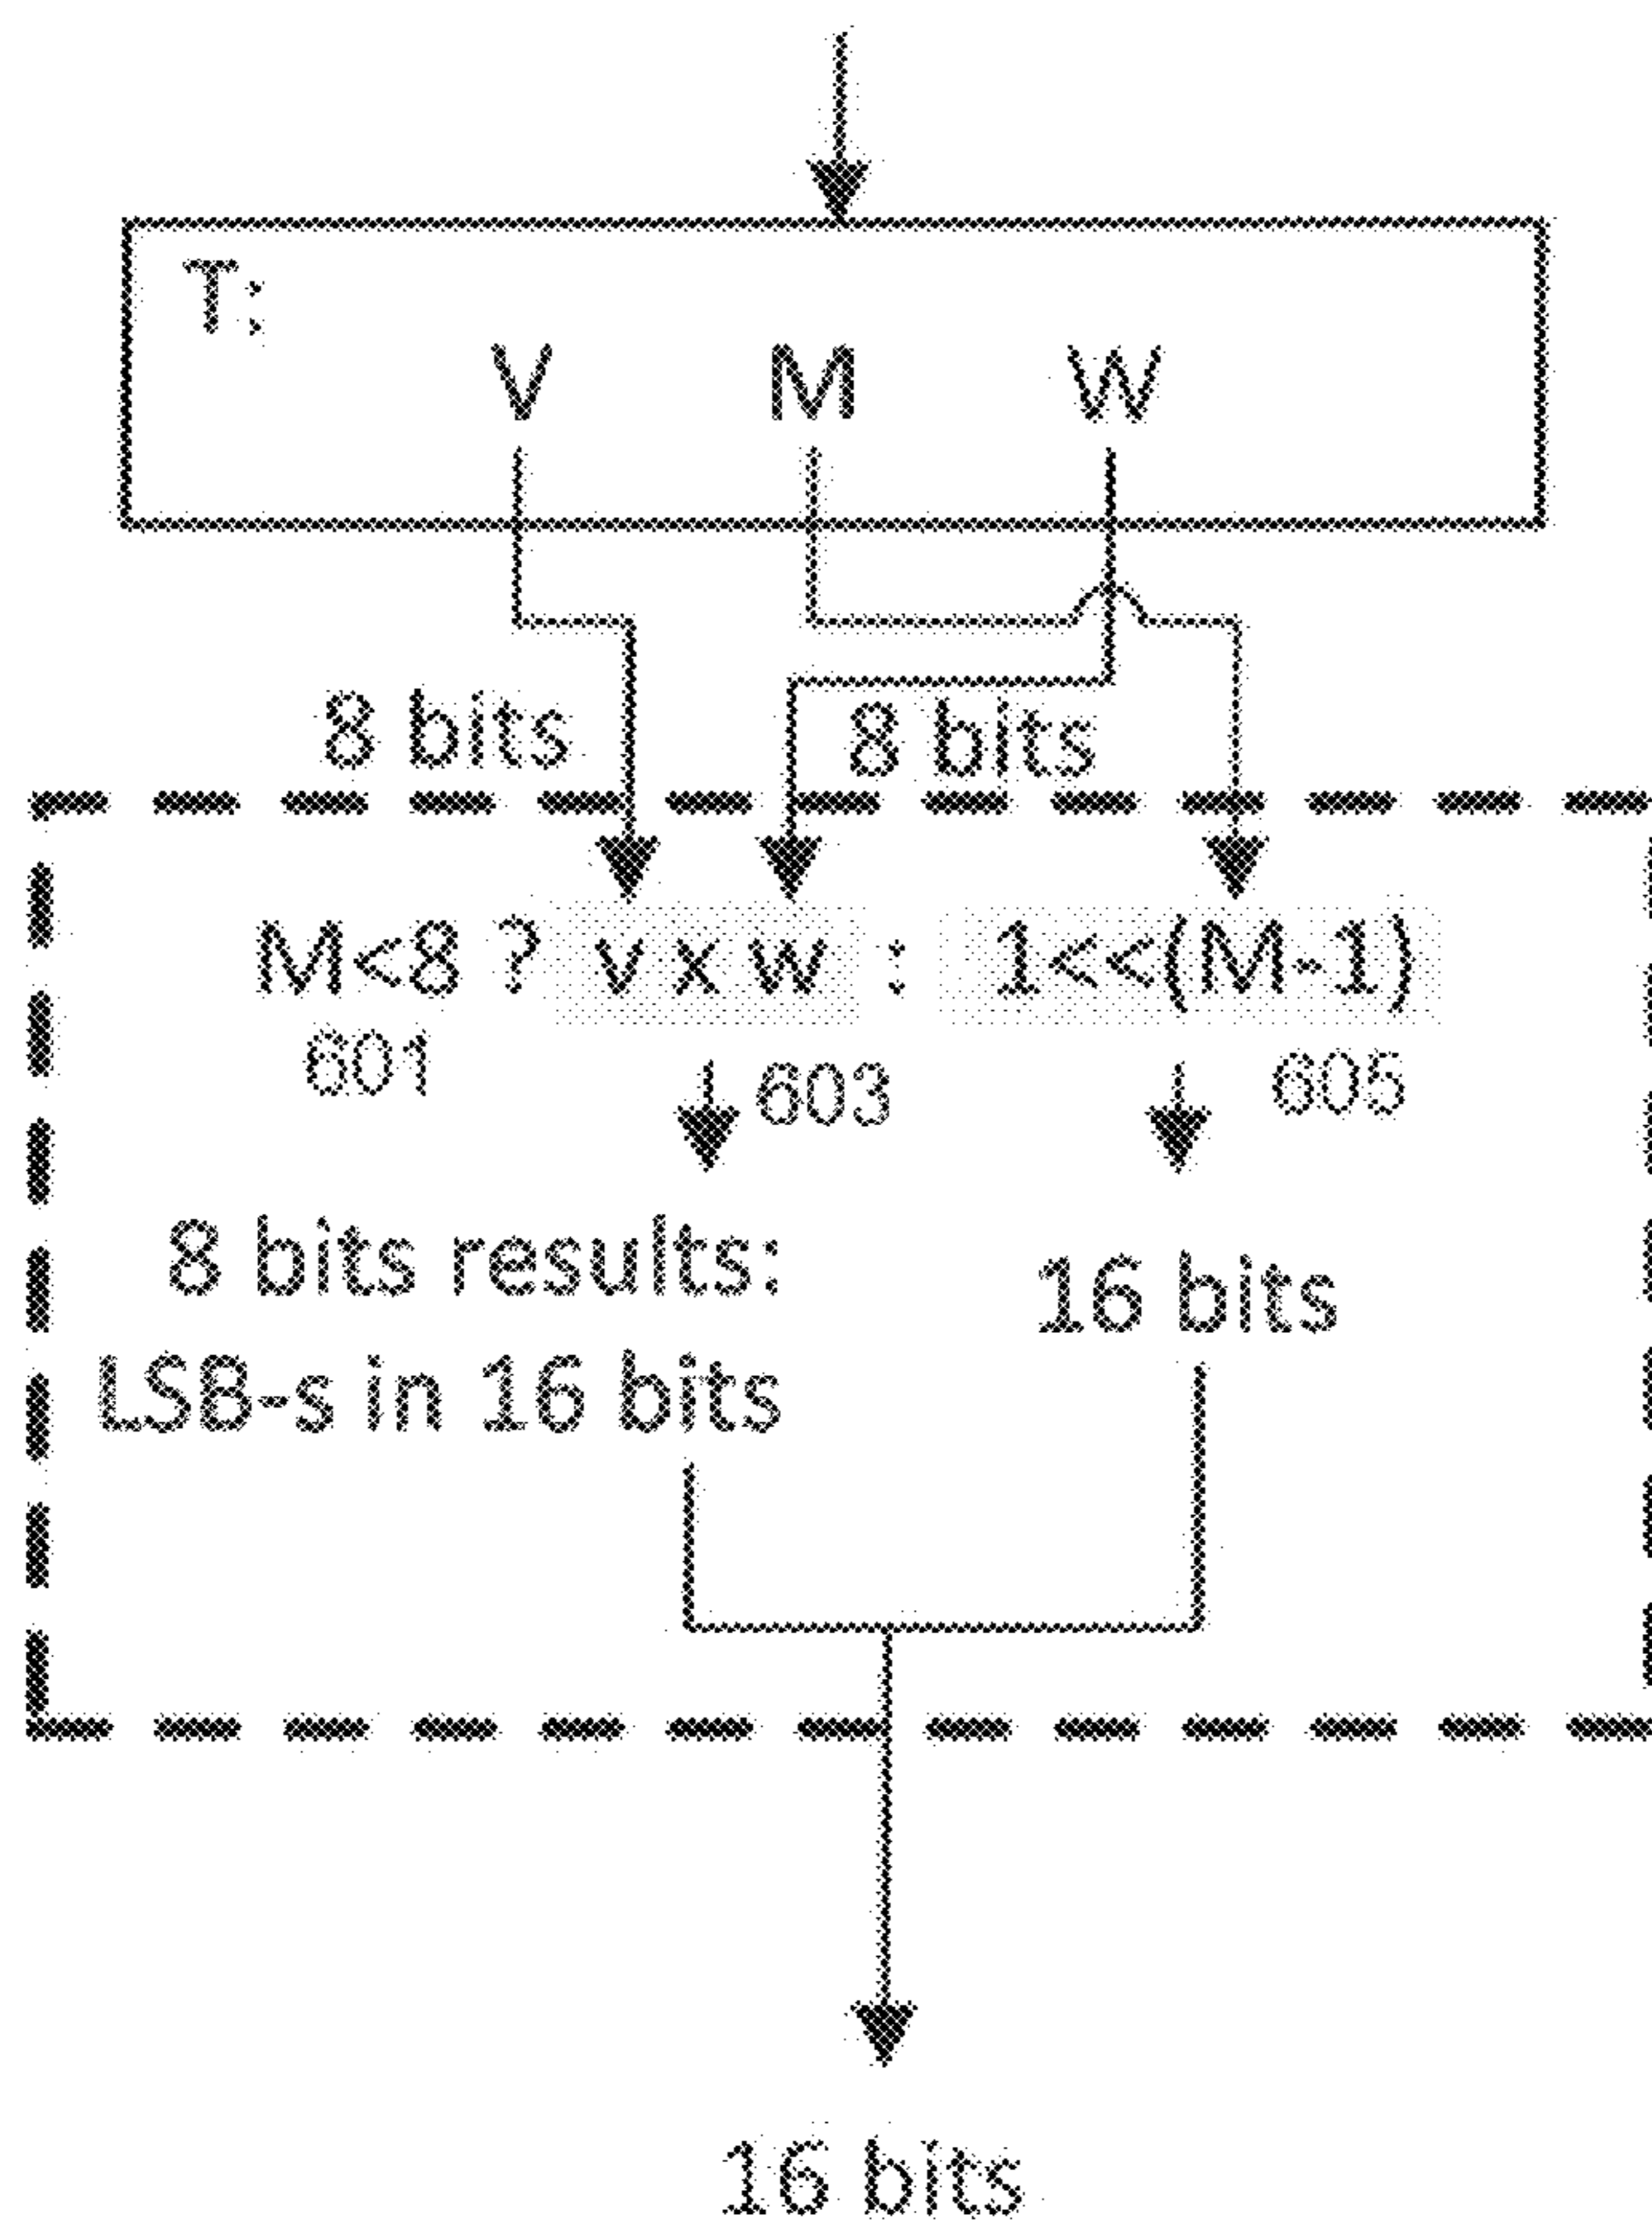 T:
V M W
8 bits 8 bits
M<8 ? v x w : 1<<(M-1)
601 603 605
8 bits results:
LSB-s in 16 bits
16 bits
16 bits